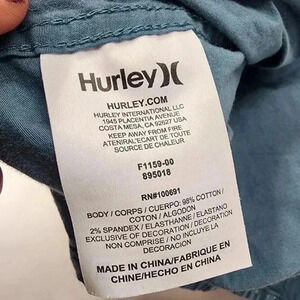 Hurley
HURLEY.COM
HURLEY INTERNATIONAL LLC
1945 PLACENTIA AVENUE
COSTA MESA, CA 92627 USA
KEEP AWAY FROM FIRE
ATENIRAL'ECART DE TOUTE
SOURCE DE CHALEUR
F1159-00
895018
RN#100691
BODY / CORPS / CUERPO: 98% COTTON /
COTON / ALGODON
2% SPANDEX / ELASTHANNE / ELASTANO
EXCLUSIVE OF DECORATION / DECORATION
NON COMPRISE / NO INCLUYE LA
DECORACION
MADE IN CHINA/FABRIQUE EN
CHINE/HECHO EN CHINA